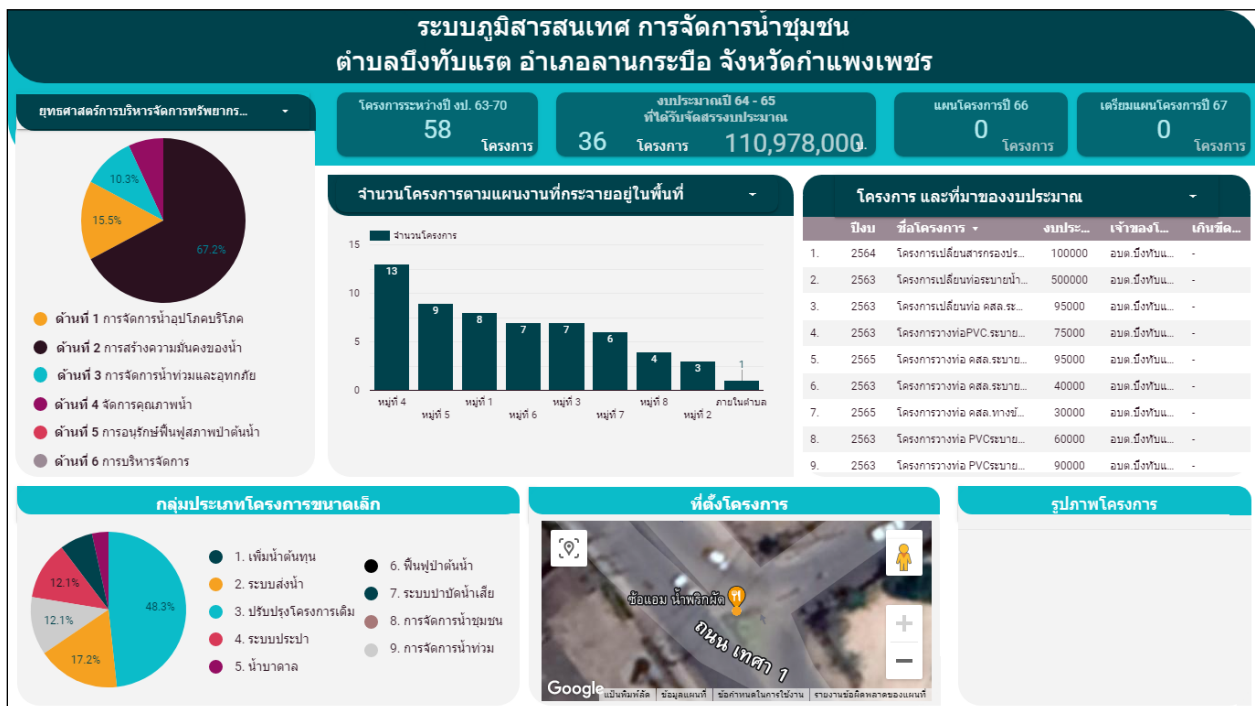 ระบบภูมิสารสนเทศ การจัดการน้ำชุมชน
ตำบลบึงทับแรต อำเภอลานกระบือ จังหวัดกำแพงเพชร
ยุทธศาสตร์การบริหารจัดการทรัพยากร...
โครงการระหว่างปี งป. 63-70
58
โครงการ
งบประมาณปี 64 - 65
ที่ได้รับจัดสรรงบประมาณ
36 โครงการ 110,978,000 บ.
แผนโครงการปี 66
0
โครงการ
เตรียมแผนโครงการปี 67
0
โครงการ
10.3%
15.5%
67.2%
ด้านที่ 1 การจัดการน้ำอุปโภคบริโภค
ด้านที่ 2 การสร้างความมั่นคงของน้ำ
ด้านที่ 3 การจัดการน้ำท่วมและอุทกภัย
ด้านที่ 4 จัดการคุณภาพน้ำ
ด้านที่ 5 การอนุรักษ์ฟื้นฟูสภาพป่าต้นน้ำ
ด้านที่ 6 การบริหารจัดการ
จำนวนโครงการตามแผนงานที่กระจายอยู่ในพื้นที่
จำนวนโครงการ
15
10
5
0
13
9
8
7
7
6
4
3
1
หมู่ที่ 4
หมู่ที่ 5
หมู่ที่ 1
หมู่ที่ 6
หมู่ที่ 3
หมู่ที่ 7
หมู่ที่ 8
หมู่ที่ 2
ภายในตำบล
โครงการ และที่มาของงบประมาณ
ปีงบ ชื่อโครงการ งบประ... เจ้าของโ... เกินขีด...
1. 2564 โครงการเปลี่ยนสารกรองปร... 100000 อบต.บึงทับแ... -
2. 2563 โครงการเปลี่ยนท่อระบายน้ำ... 500000 อบต.บึงทับแ... -
3. 2563 โครงการเปลี่ยนท่อ คสล.ระ... 95000 อบต.บึงทับแ... -
4. 2563 โครงการวางท่อPVC.ระบาย... 75000 อบต.บึงทับแ... -
5. 2565 โครงการวางท่อ คสล.ระบาย... 95000 อบต.บึงทับแ... -
6. 2563 โครงการวางท่อ คสล.ระบาย... 40000 อบต.บึงทับแ... -
7. 2565 โครงการวางท่อ คสล.ทางข้... 30000 อบต.บึงทับแ... -
8. 2563 โครงการวางท่อ PVCระบาย... 60000 อบต.บึงทับแ... -
9. 2563 โครงการวางท่อ PVCระบาย... 90000 อบต.บึงทับแ... -
กลุ่มประเภทโครงการขนาดเล็ก
12.1%
12.1%
17.2%
48.3%
1. เพิ่มน้ำต้นทุน
2. ระบบส่งน้ำ
3. ปรับปรุงโครงการเดิม
4. ระบบประปา
5. น้ำบาดาล
6. ฟื้นฟูป่าต้นน้ำ
7. ระบบบำบัดน้ำเสีย
8. การจัดการน้ำชุมชน
9. การจัดการน้ำท่วม
ที่ตั้งโครงการ
ซ้อแอม น้ำพริกผัด
ถนน เทศา 1
Google
แป้นพิมพ์ลัด ข้อมูลแผนที่ ข้อกำหนดในการใช้งาน รายงานข้อผิดพลาดของแผนที่
รูปภาพโครงการ